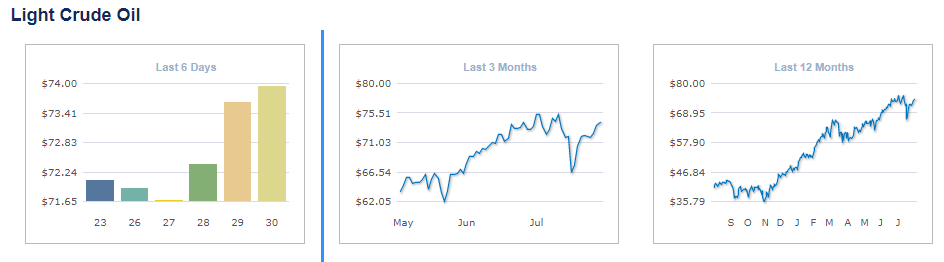 Light Crude Oil
Last 6 Days
$74.00
$73.41
$72.83
$72.24
$71.65
23 26 27 28 29 30
Last 3 Months
$80.00
$75.51
$71.03
$66.54
$62.05
May Jun Jul
Last 12 Months
$80.00
$68.95
$57.90
$46.84
$35.79
S O N D J F M A M J J